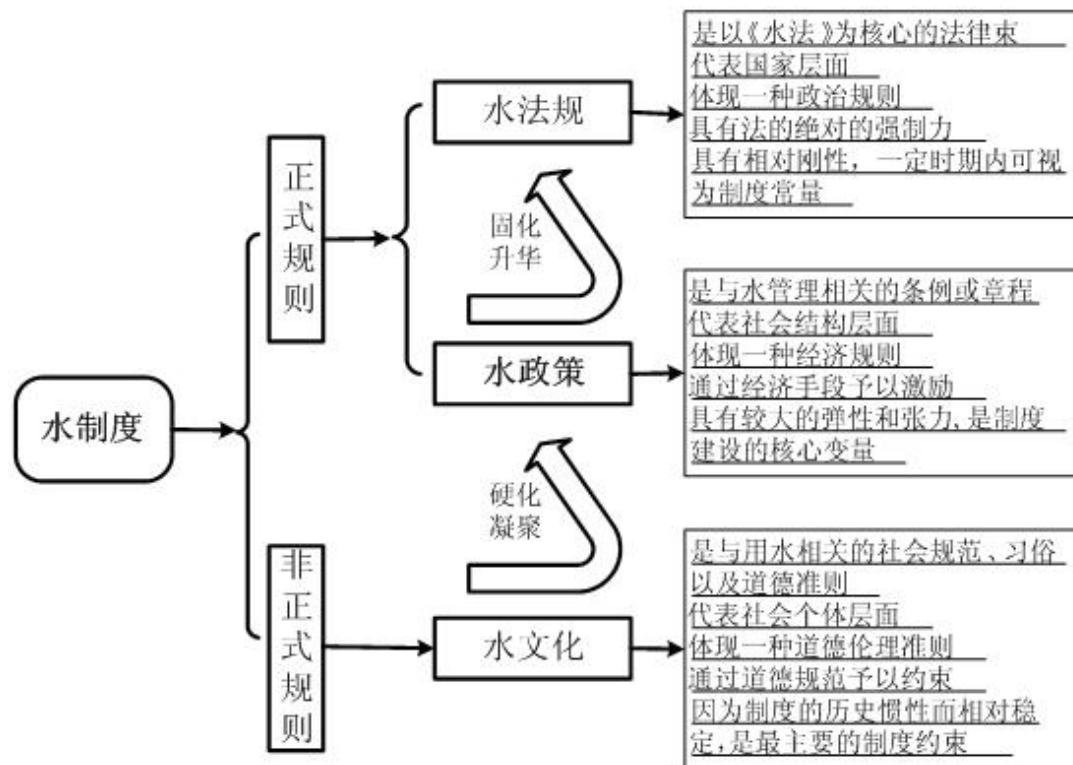 水制度
正式规则
非正式规则
水法规
固化
升华
水政策
硬化
凝聚
水文化
是以《水法》为核心的法律束
代表国家层面
体现一种政治规则
具有法的绝对的强制力
具有相对刚性，一定时期内可视
为制度常量
是与水管理相关的条例或章程
代表社会结构层面
体现一种经济规则
通过经济手段予以激励
具有较大的弹性和张力,是制度
建设的核心变量
是与用水相关的社会规范、习俗
以及道德准则
代表社会个体层面
体现一种道德伦理准则
通过道德规范予以约束
因为制度的历史惯性而相对稳
定,是最主要的制度约束